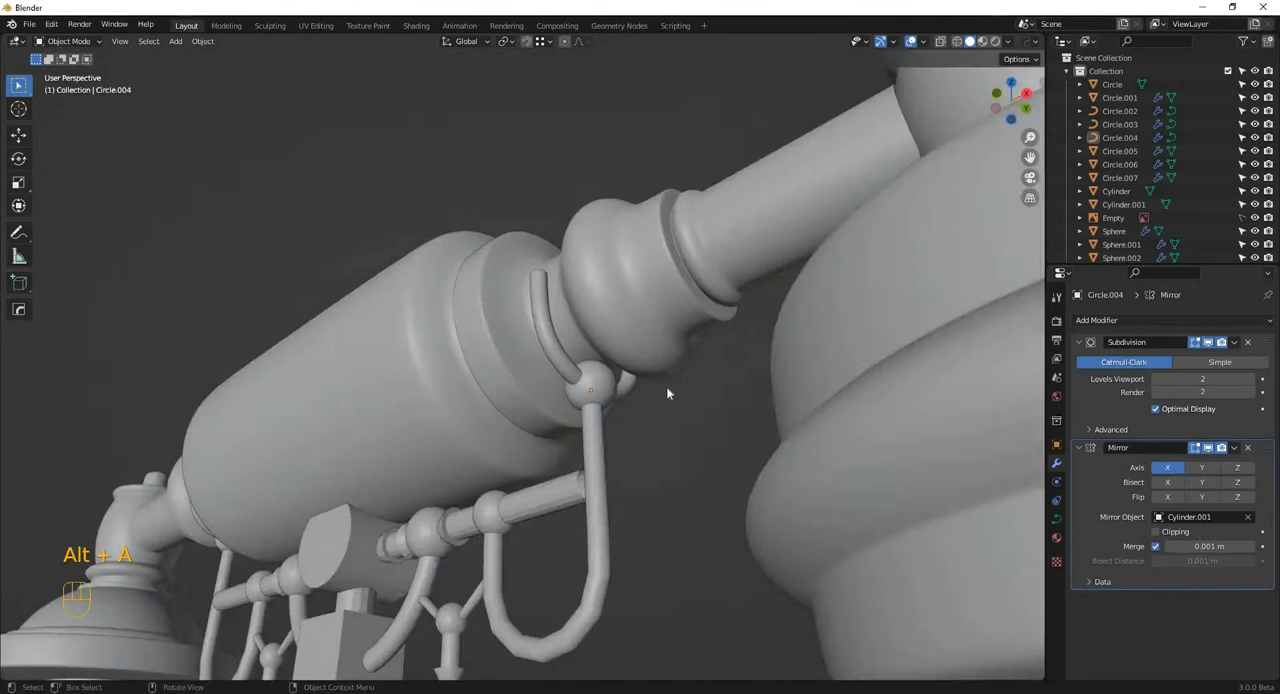 Blender
File Edit Render Window Help Layout Modeling Sculpting UV Editing Texture Paint Shading Animation Rendering Compositing Geometry Nodes Scripting + Scene ViewLayer
Object Mode View Select Add Object Global
Options
User Perspective
(1) Collection | Circle.004
X
Y
Z
Scene Collection
Collection
Circle
Circle.001
Circle.002
Circle.003
Circle.004
Circle.005
Circle.006
Circle.007
Cylinder
Cylinder.001
Empty
Sphere
Sphere.001
Sphere.002
Circle.004 > Mirror
Add Modifier
Subdivision
Catmull-Clark Simple
Levels Viewport 2
Render 2
Optimal Display
Advanced
Mirror
Axis X Y Z
Bisect X Y Z
Flip X Y Z
Mirror Object Cylinder.001
Clipping
Merge 0.001 m
Bisect Distance 0.001 m
Data
Alt + A
Select Box Select Rotate View Object Context Menu 3.0.0 Beta